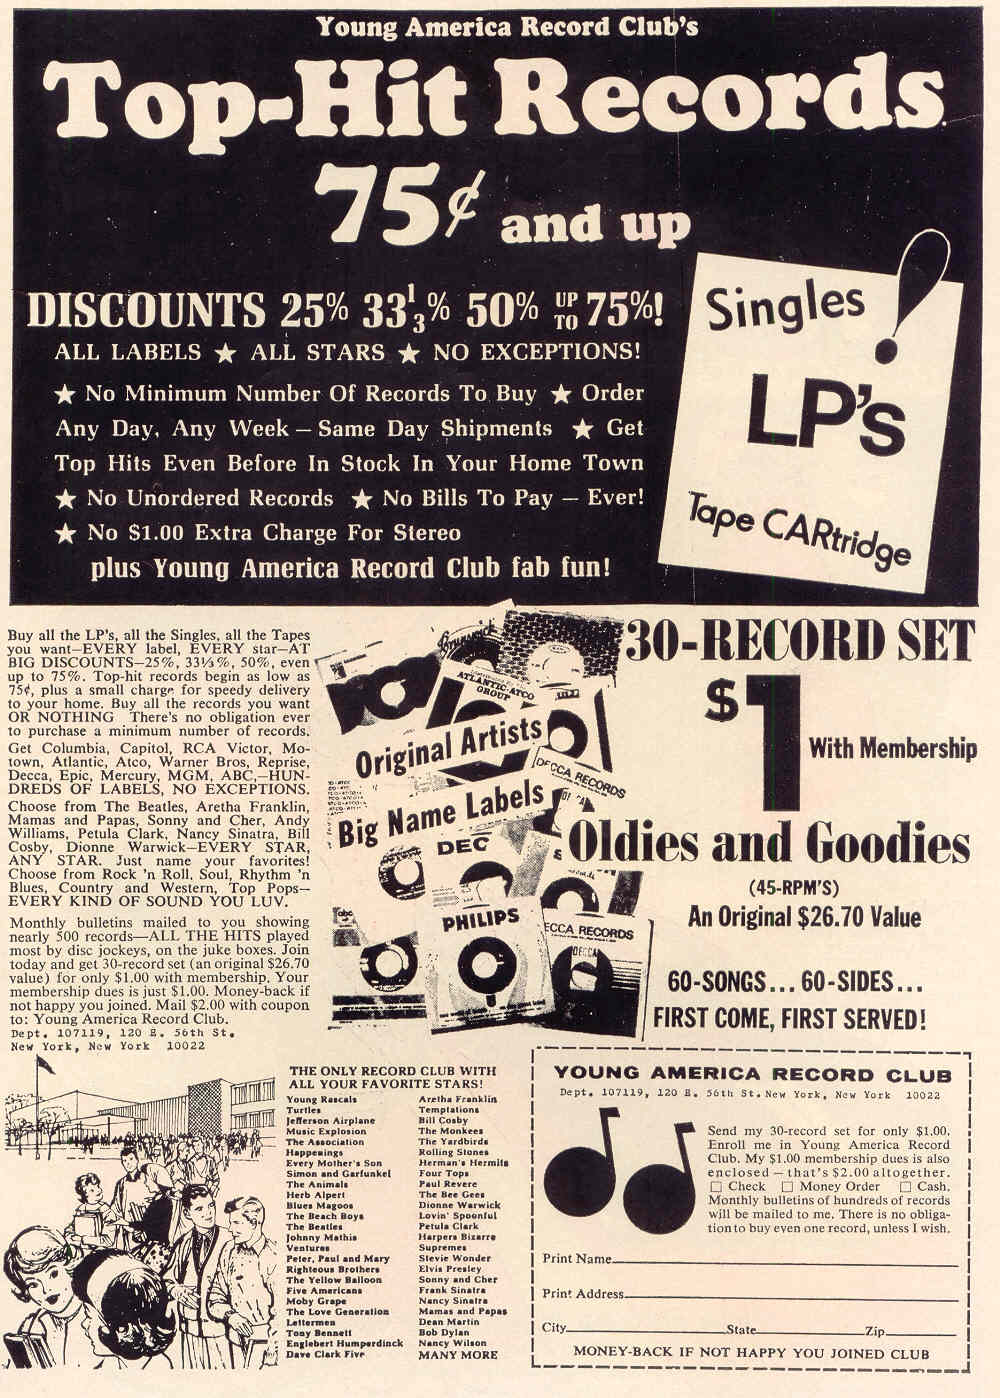 Young America Record Club's
Top-Hit Records
75¢ and up
DISCOUNTS 25% 33⅓% 50% UP TO 75%!
ALL LABELS ★ ALL STARS ★ NO EXCEPTIONS!
★ No Minimum Number Of Records To Buy ★ Order
Any Day, Any Week — Same Day Shipments ★ Get
Top Hits Even Before In Stock In Your Home Town
★ No Unordered Records ★ No Bills To Pay — Ever!
★ No $1.00 Extra Charge For Stereo
plus Young America Record Club fab fun!
Singles
LP's
Tape CARtridge
Buy all the LP's, all the Singles, all the Tapes
you want—EVERY label, EVERY star—AT
BIG DISCOUNTS—25%, 33⅓%, 50%, even
up to 75%. Top-hit records begin as low as
75¢, plus a small charge for speedy delivery
to your home. Buy all the records you want
OR NOTHING There's no obligation ever
to purchase a minimum number of records.
Get Columbia, Capitol, RCA Victor, Mo-
town, Atlantic, Atco, Warner Bros, Reprise,
Decca, Epic, Mercury, MGM, ABC,—HUN-
DREDS OF LABELS, NO EXCEPTIONS.
Choose from The Beatles, Aretha Franklin,
Mamas and Papas, Sonny and Cher, Andy
Williams, Petula Clark, Nancy Sinatra, Bill
Cosby, Dionne Warwick—EVERY STAR,
ANY STAR. Just name your favorites!
Choose from Rock 'n Roll, Soul, Rhythm 'n
Blues, Country and Western, Top Pops—
EVERY KIND OF SOUND YOU LUV.
Monthly bulletins mailed to you showing
nearly 500 records—ALL THE HITS played
most by disc jockeys, on the juke boxes. Join
today and get 30-record set (an original $26.70
value) for only $1.00 with membership. Your
membership dues is just $1.00. Money-back if
not happy you joined. Mail $2.00 with coupon
to: Young America Record Club.
Dept. 107119, 120 E. 56th St.
New York, New York 10022
ATLANTIC-ATCO
GROUP
Original Artists
DECCA RECORDS
Big Name Labels
DEC
PHILIPS
abc
ECCA RECORDS
DECCA
30-RECORD SET
$1
With Membership
Oldies and Goodies
(45-RPM'S)
An Original $26.70 Value
60-SONGS... 60-SIDES...
FIRST COME, FIRST SERVED!
THE ONLY RECORD CLUB WITH
ALL YOUR FAVORITE STARS!
Young Rascals
Turtles
Jefferson Airplane
Music Explosion
The Association
Happenings
Every Mother's Son
Simon and Garfunkel
The Animals
Herb Alpert
Blues Magoos
The Beach Boys
The Beatles
Johnny Mathis
Ventures
Peter, Paul and Mary
Righteous Brothers
The Yellow Balloon
Five Americans
Moby Grape
The Love Generation
Lettermen
Tony Bennett
Englebert Humperdinck
Dave Clark Five
Aretha Franklin
Temptations
Bill Cosby
The Monkees
The Yardbirds
Rolling Stones
Herman's Hermits
Four Tops
Paul Revere
The Bee Gees
Dionne Warwick
Lovin' Spoonful
Petula Clark
Harpers Bizarre
Supremes
Stevie Wonder
Elvis Presley
Sonny and Cher
Frank Sinatra
Nancy Sinatra
Mamas and Papas
Dean Martin
Bob Dylan
Nancy Wilson
MANY MORE
YOUNG AMERICA RECORD CLUB
Dept. 107119, 120 E. 56th St. New York, New York 10022
Send my 30-record set for only $1.00.
Enroll me in Young America Record
Club. My $1.00 membership dues is also
enclosed — that's $2.00 altogether.
☐ Check ☐ Money Order ☐ Cash.
Monthly bulletins of hundreds of records
will be mailed to me. There is no obliga-
tion to buy even one record, unless I wish.
Print Name
Print Address
City State Zip
MONEY-BACK IF NOT HAPPY YOU JOINED CLUB